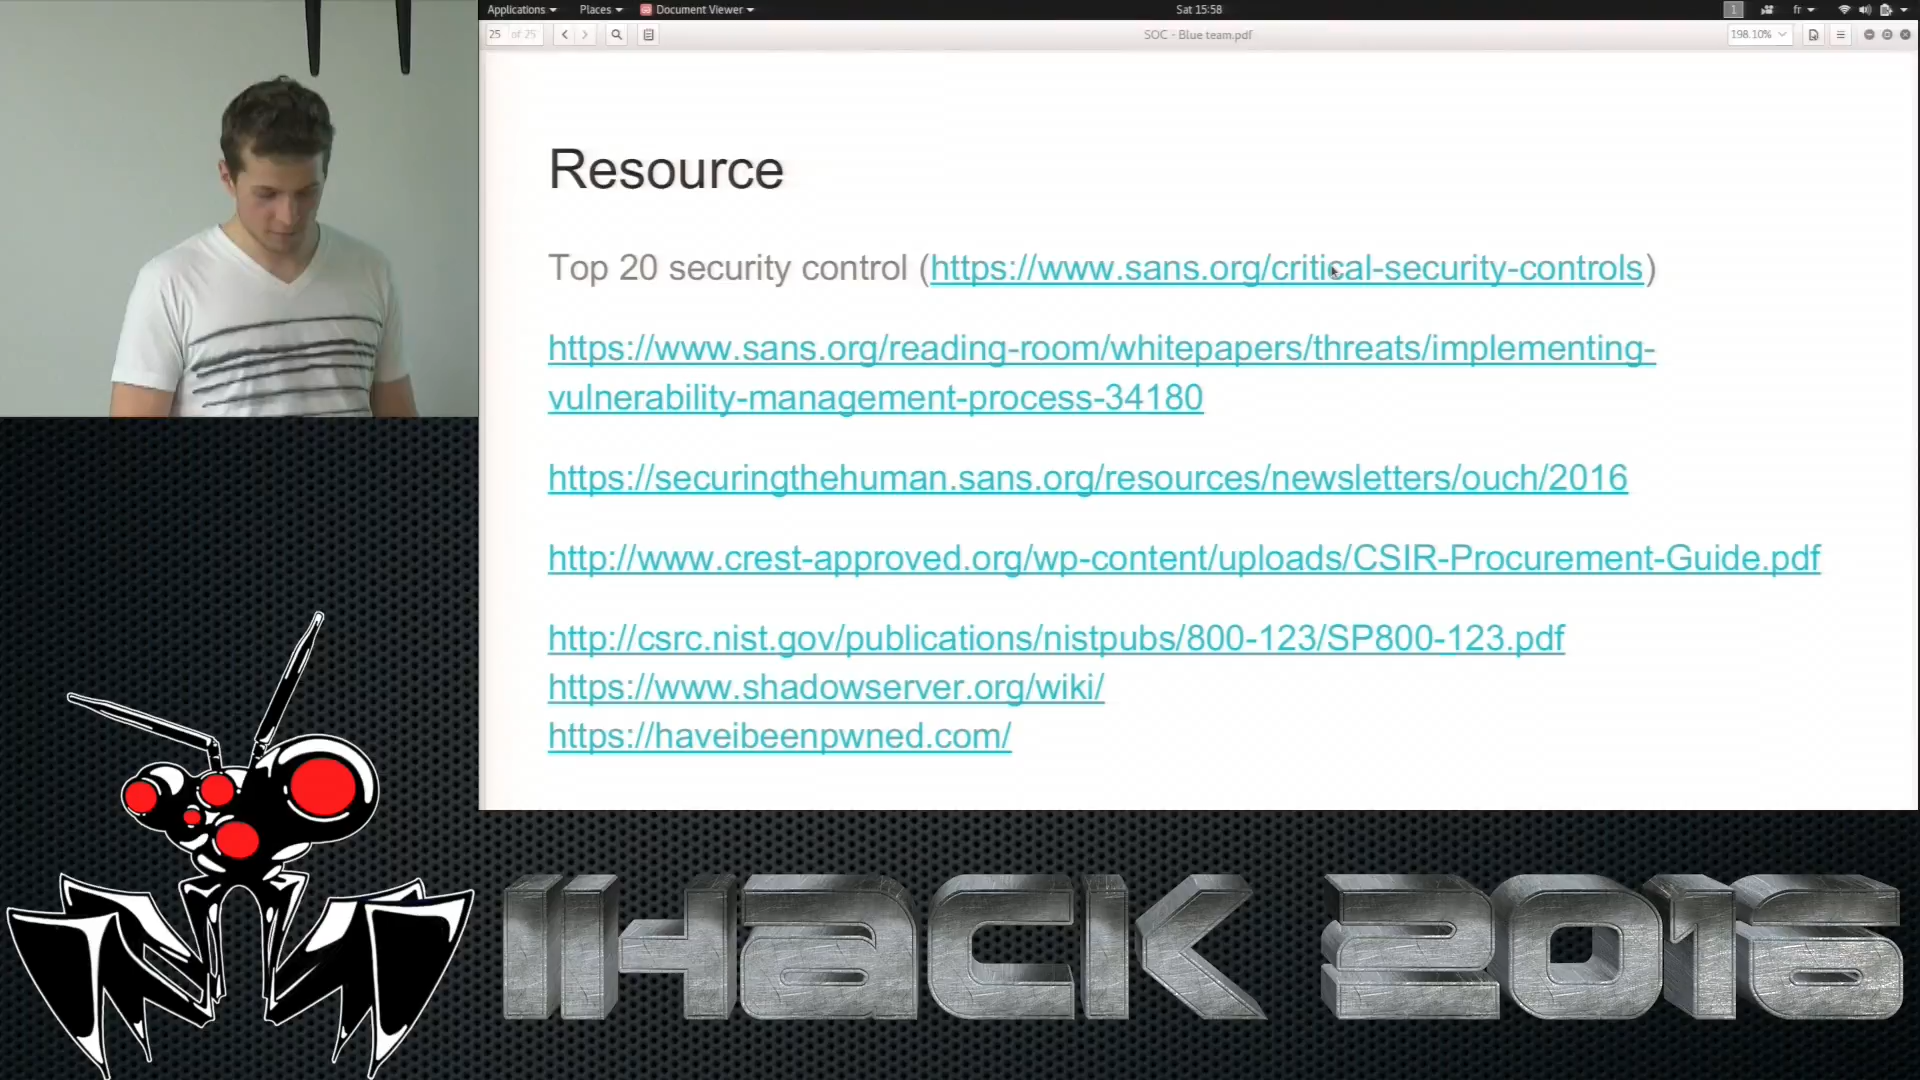 Applications Places Document Viewer Sat 15:58 1 fr
25 of 25 SOC - Blue team.pdf 198.10%
Resource
Top 20 security control (https://www.sans.org/critical-security-controls)
https://www.sans.org/reading-room/whitepapers/threats/implementing-
vulnerability-management-process-34180
https://securingthehuman.sans.org/resources/newsletters/ouch/2016
http://www.crest-approved.org/wp-content/uploads/CSIR-Procurement-Guide.pdf
http://csrc.nist.gov/publications/nistpubs/800-123/SP800-123.pdf
https://www.shadowserver.org/wiki/
https://haveibeenpwned.com/
IHACK 2016